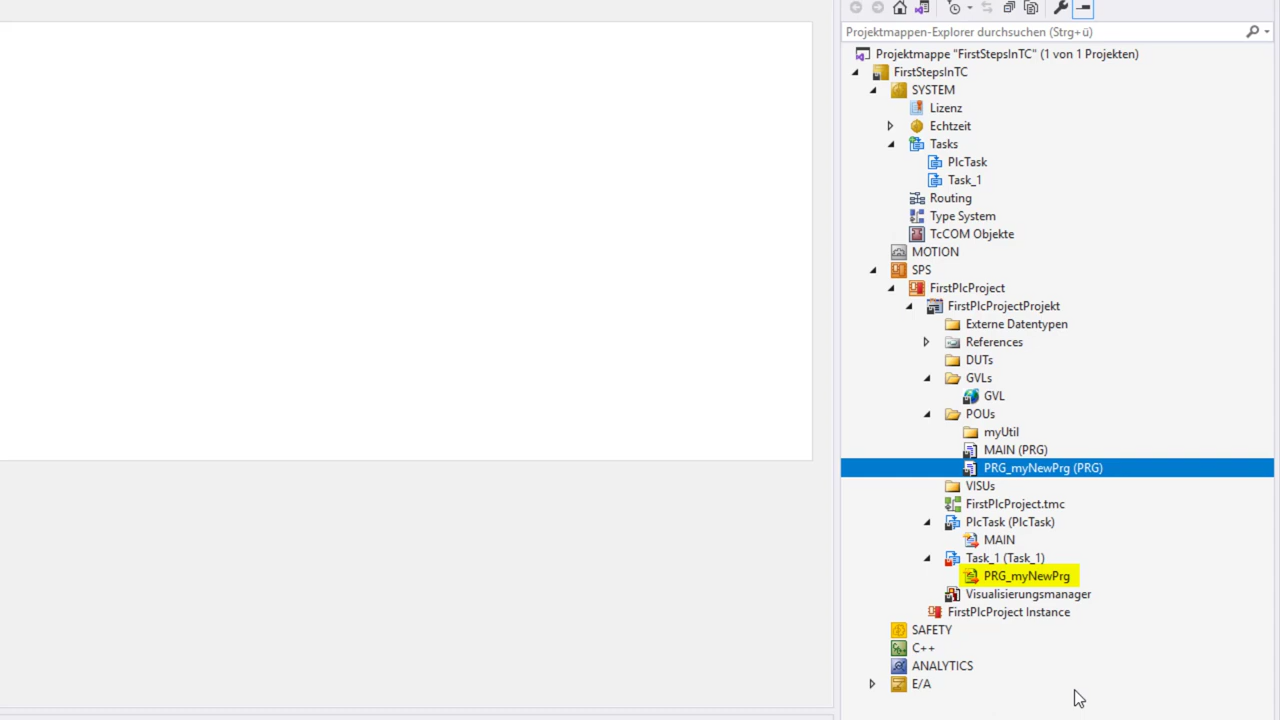 Projektmappen-Explorer durchsuchen (Strg+ü)
Projektmappe "FirstStepsInTC" (1 von 1 Projekten)
FirstStepsInTC
SYSTEM
Lizenz
Echtzeit
Tasks
PlcTask
Task_1
Routing
Type System
TcCOM Objekte
MOTION
SPS
FirstPlcProject
FirstPlcProjectProjekt
Externe Datentypen
References
DUTs
GVLs
GVL
POUs
myUtil
MAIN (PRG)
PRG_myNewPrg (PRG)
VISUs
FirstPlcProject.tmc
PlcTask (PlcTask)
MAIN
Task_1 (Task_1)
PRG_myNewPrg
Visualisierungsmanager
FirstPlcProject Instance
SAFETY
C++
ANALYTICS
E/A